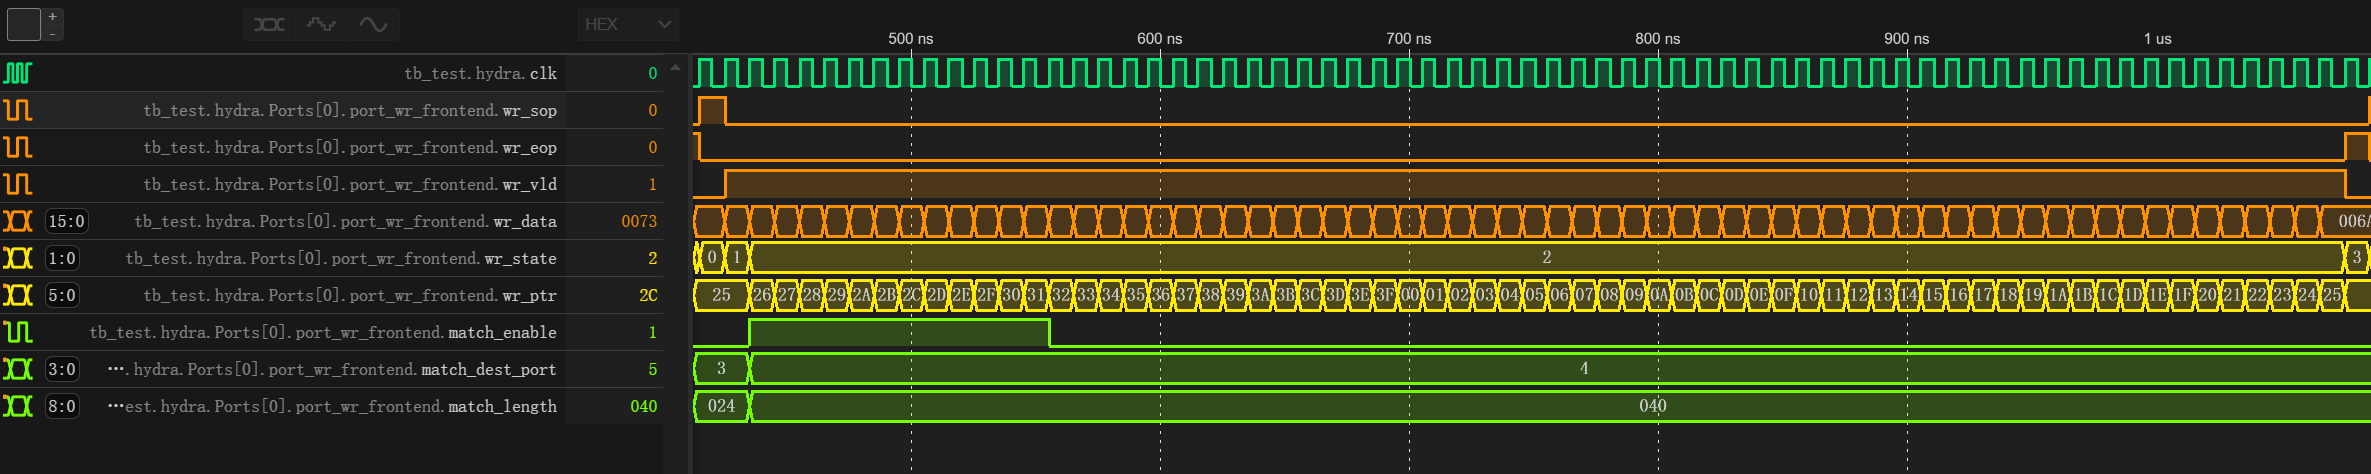 +
-
HEX
500 ns 600 ns 700 ns 800 ns 900 ns 1 us
tb_test.hydra.clk 0
tb_test.hydra.Ports[0].port_wr_frontend.wr_sop 0
tb_test.hydra.Ports[0].port_wr_frontend.wr_eop 0
tb_test.hydra.Ports[0].port_wr_frontend.wr_vld 1
15:0 tb_test.hydra.Ports[0].port_wr_frontend.wr_data 0073 006A
1:0 tb_test.hydra.Ports[0].port_wr_frontend.wr_state 2 0 1 2 3
5:0 tb_test.hydra.Ports[0].port_wr_frontend.wr_ptr 2C 25 26 27 28 29 2A 2B 2C 2D 2E 2F 30 31 32 33 34 35 36 37 38 39 3A 3B 3C 3D 3E 3F 00 01 02 03 04 05 06 07 08 09 0A 0B 0C 0D 0E 0F 10 11 12 13 14 15 16 17 18 19 1A 1B 1C 1D 1E 1F 20 21 22 23 24 25
tb_test.hydra.Ports[0].port_wr_frontend.match_enable 1
3:0 ….hydra.Ports[0].port_wr_frontend.match_dest_port 5 3 4
8:0 …est.hydra.Ports[0].port_wr_frontend.match_length 040 024 040